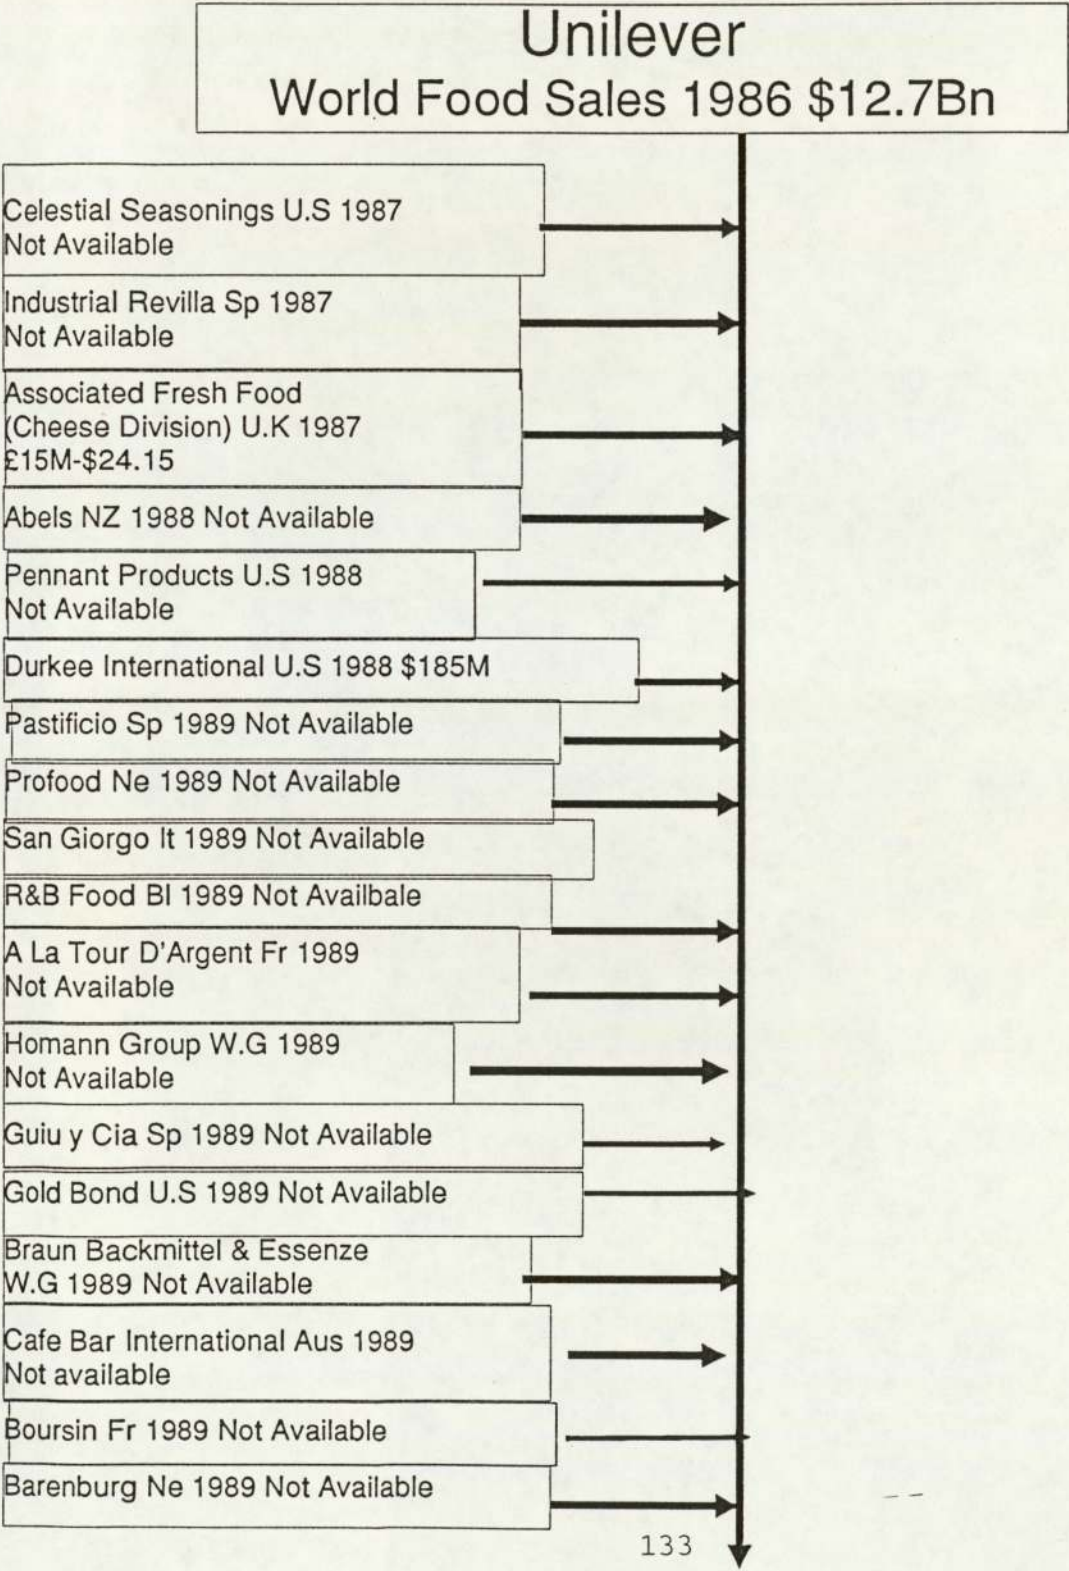 Unilever
World Food Sales 1986 $12.7Bn
Celestial Seasonings U.S 1987
Not Available
Industrial Revilla Sp 1987
Not Available
Associated Fresh Food
(Cheese Division) U.K 1987
£15M-$24.15
Abels NZ 1988 Not Available
Pennant Products U.S 1988
Not Available
Durkee International U.S 1988 $185M
Pastificio Sp 1989 Not Available
Profood Ne 1989 Not Available
San Giorgo It 1989 Not Available
R&B Food Bl 1989 Not Availbale
A La Tour D'Argent Fr 1989
Not Available
Homann Group W.G 1989
Not Available
Guiu y Cia Sp 1989 Not Available
Gold Bond U.S 1989 Not Available
Braun Backmittel & Essenze
W.G 1989 Not Available
Cafe Bar International Aus 1989
Not available
Boursin Fr 1989 Not Available
Barenburg Ne 1989 Not Available
133